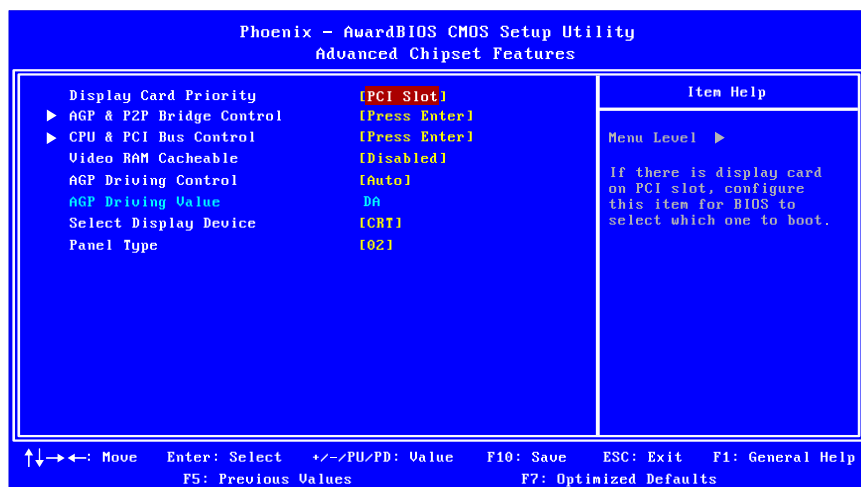 Phoenix – AwardBIOS CMOS Setup Utility
Advanced Chipset Features
Display Card Priority [PCI Slot]
▶ AGP & P2P Bridge Control [Press Enter]
▶ CPU & PCI Bus Control [Press Enter]
Video RAM Cacheable [Disabled]
AGP Driving Control [Auto]
AGP Driving Value DA
Select Display Device [CRT]
Panel Type [02]
Item Help
Menu Level ▶
If there is display card
on PCI slot, configure
this item for BIOS to
select which one to boot.
↑↓→←: Move Enter: Select +/-/PU/PD: Value F10: Save ESC: Exit F1: General Help
F5: Previous Values F7: Optimized Defaults